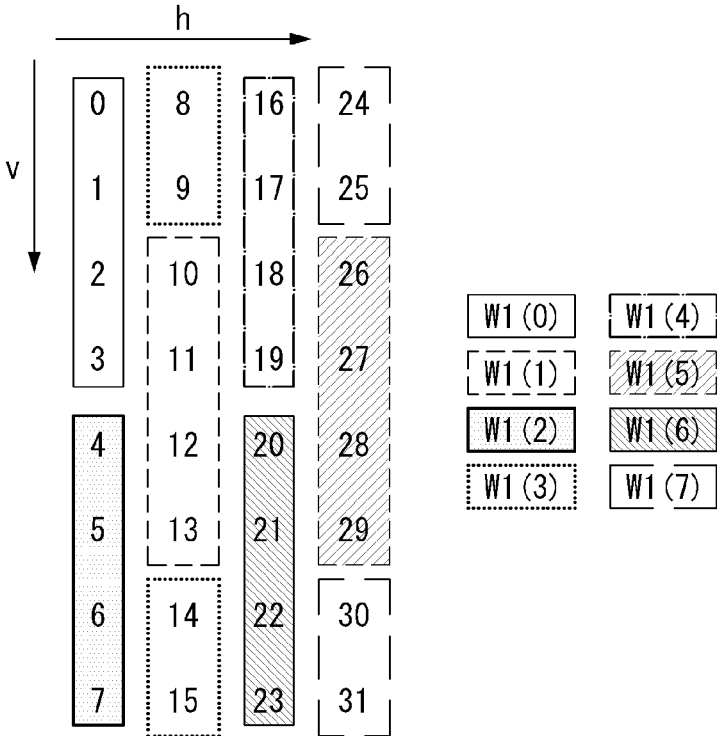 h
v
0 8 16 24
1 9 17 25
2 10 18 26
3 11 19 27
4 12 20 28
5 13 21 29
6 14 22 30
7 15 23 31
W1(0) W1(4)
W1(1) W1(5)
W1(2) W1(6)
W1(3) W1(7)